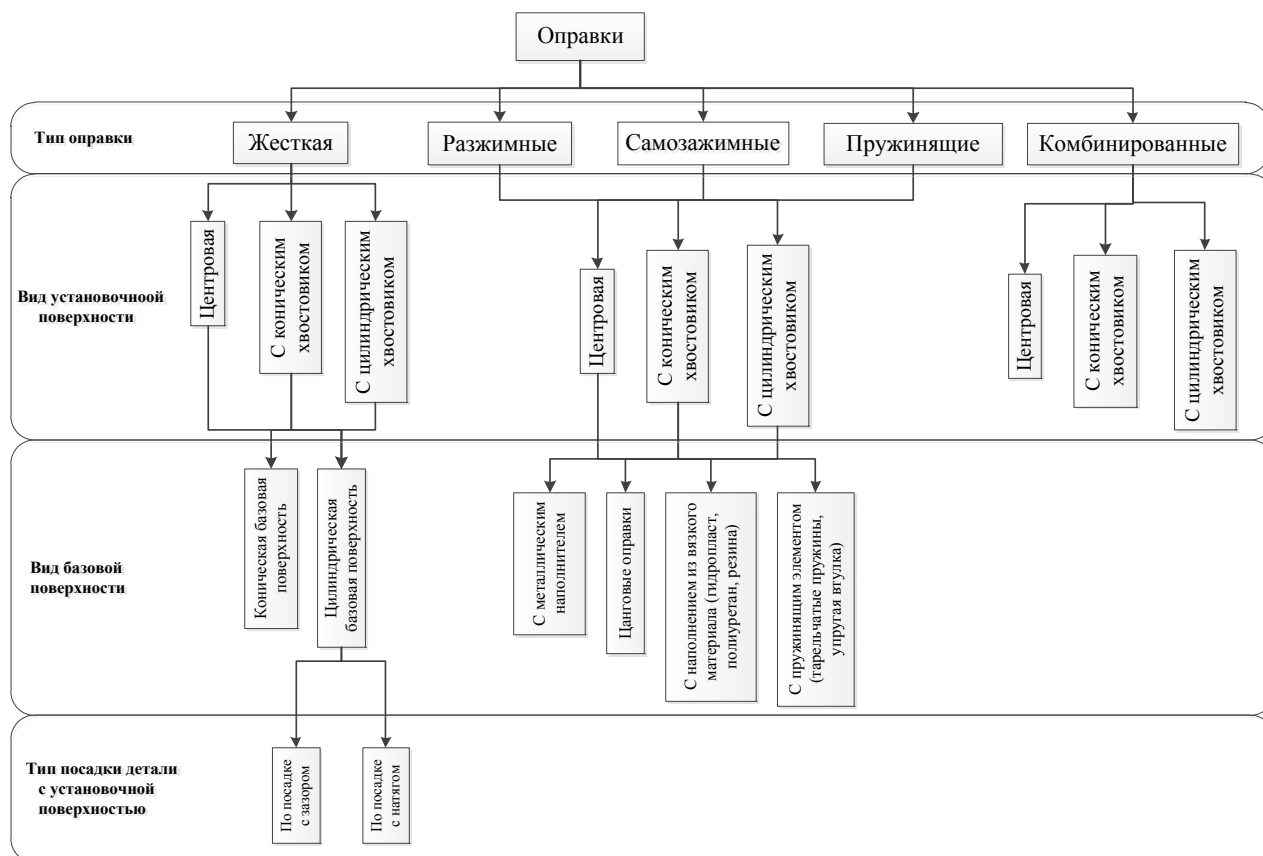 Оправки
Тип оправки
Жесткая
Разжимные
Самозажимные
Пружинящие
Комбинированные
Вид установочноой
поверхности
Центровая
С коническим
хвостовиком
С цилиндрическим
хвостовиком
Центровая
С коническим
хвостовиком
С цилиндрическим
хвостовиком
Центровая
С коническим
хвостовиком
С цилиндрическим
хвостовиком
Вид базовой
поверхности
Коническая базовая
поверхность
Цилиндрическая
базовая поверхность
С металлическим
наполнителем
Цанговые оправки
С наполнением из вязкого
материала (гидропласт,
полиуретан, резина)
С пружинящим элементом
(тарельчатые пружины,
упругая втулка)
Тип посадки детали
с установочной
поверхностью
По посадке
с зазором
По посадке
с натягом